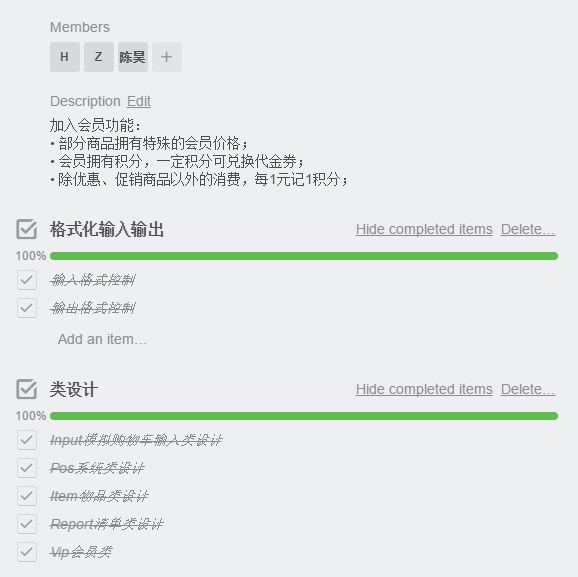 Members
H Z 陈昊 +
Description Edit
加入会员功能：
• 部分商品拥有特殊的会员价格；
• 会员拥有积分，一定积分可兑换代金券；
• 除优惠、促销商品以外的消费，每1元记1积分；
格式化输入输出 Hide completed items Delete...
100%
输入格式控制
输出格式控制
Add an item...
类设计 Hide completed items Delete...
100%
Input模拟购物车输入类设计
Pos系统类设计
Item物品类设计
Report清单类设计
Vip会员类